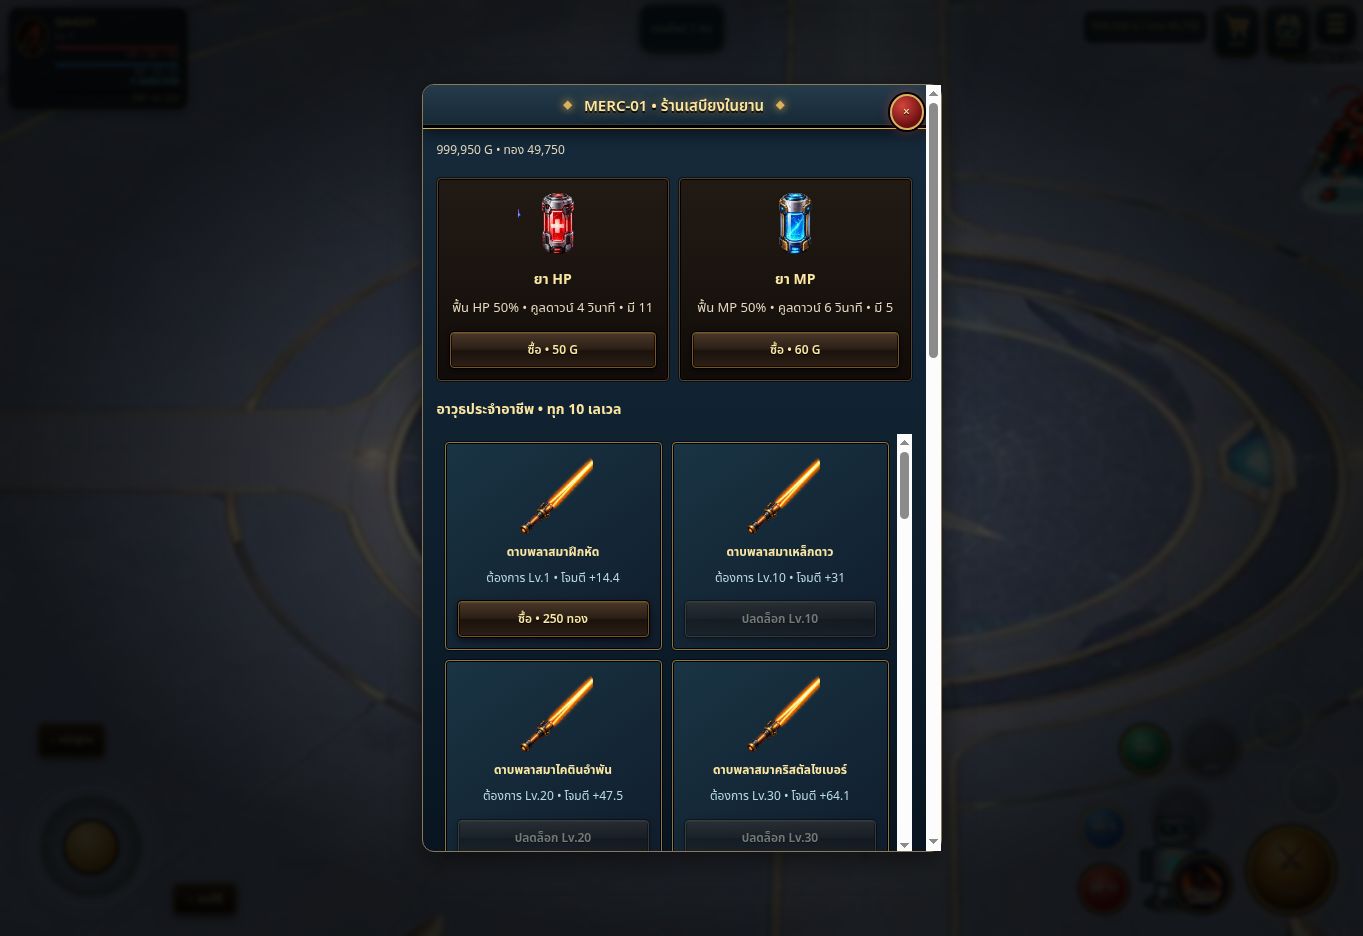 MERC-01 • ร้านเสบียงในยาน
×
999,950 G • ทอง 49,750
ยา HP
ฟื้น HP 50% • คูลดาวน์ 4 วินาที • มี 11
ซื้อ • 50 G
ยา MP
ฟื้น MP 50% • คูลดาวน์ 6 วินาที • มี 5
ซื้อ • 60 G
อาวุธประจำอาชีพ • ทุก 10 เลเวล
ดาบพลาสมาฝึกหัด
ต้องการ Lv.1 • โจมตี +14.4
ซื้อ • 250 ทอง
ดาบพลาสมาเหล็กดาว
ต้องการ Lv.10 • โจมตี +31
ปลดล็อก Lv.10
ดาบพลาสมาไคตินอำพัน
ต้องการ Lv.20 • โจมตี +47.5
ปลดล็อก Lv.20
ดาบพลาสมาคริสตัลไซเบอร์
ต้องการ Lv.30 • โจมตี +64.1
ปลดล็อก Lv.30